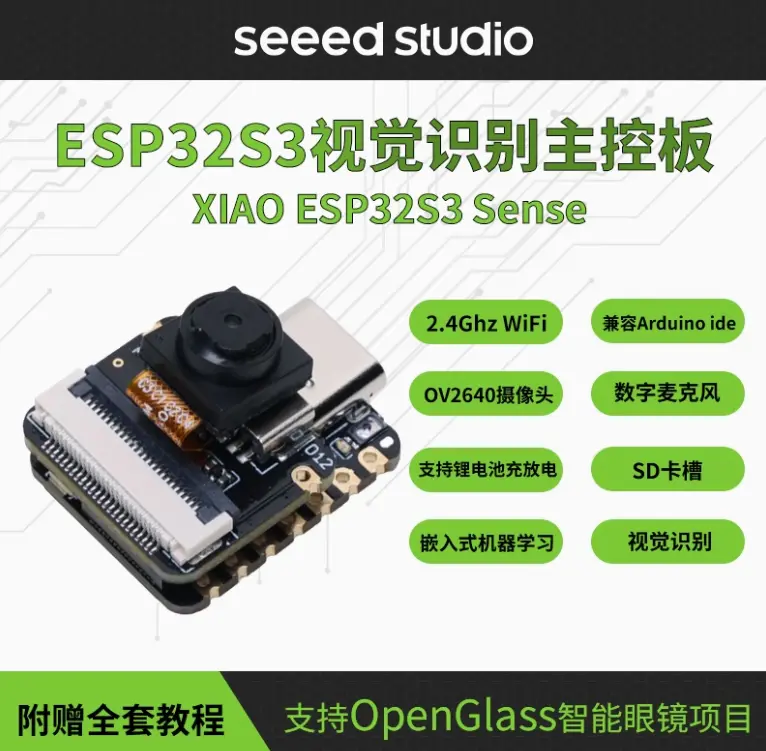 seeed studio
ESP32S3视觉识别主控板
XIAO ESP32S3 Sense
2.4Ghz WiFi
兼容Arduino ide
OV2640摄像头
数字麦克风
支持锂电池充放电
SD卡槽
嵌入式机器学习
视觉识别
D12
附赠全套教程
支持OpenGlass智能眼镜项目